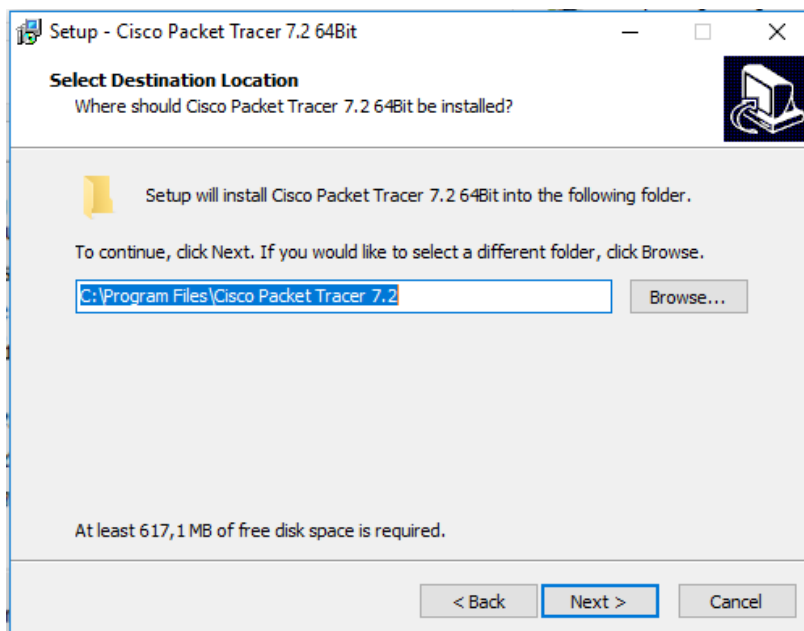 Setup - Cisco Packet Tracer 7.2 64Bit
Select Destination Location
Where should Cisco Packet Tracer 7.2 64Bit be installed?
Setup will install Cisco Packet Tracer 7.2 64Bit into the following folder.
To continue, click Next. If you would like to select a different folder, click Browse.
C:\Program Files\Cisco Packet Tracer 7.2
Browse...
At least 617,1 MB of free disk space is required.
< Back
Next >
Cancel